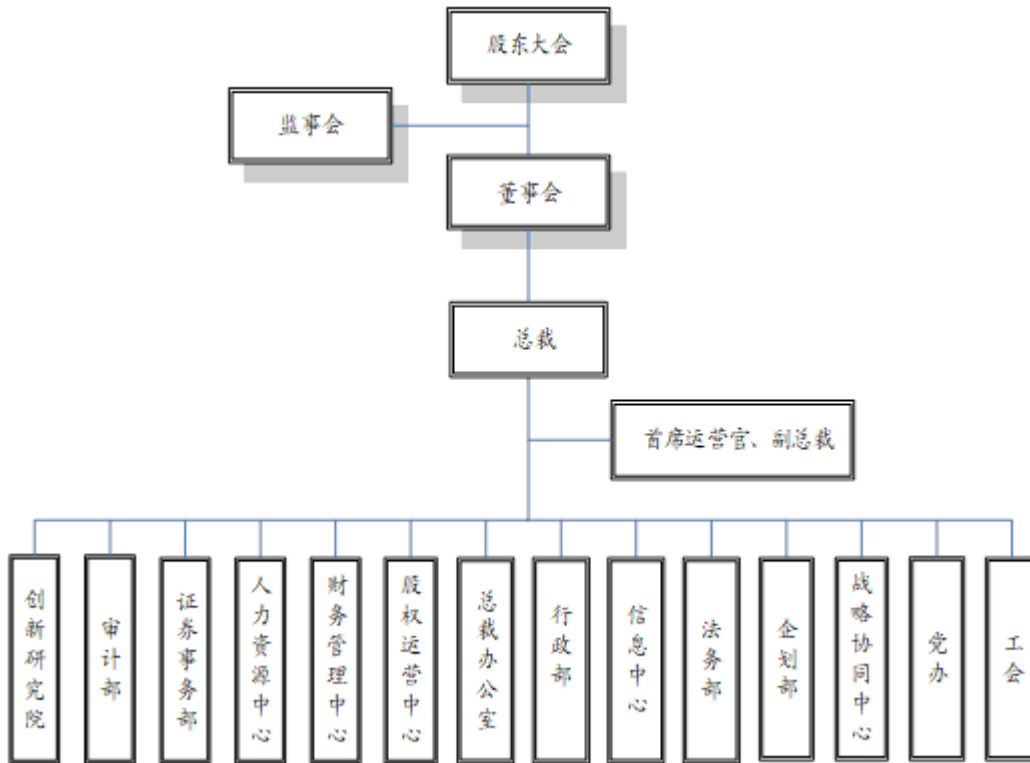 股东大会
监事会
董事会
总裁
首席运营官、副总裁
创新研究院
审计部
证券事务部
人力资源中心
财务管理中心
股权运营中心
总裁办公室
行政部
信息中心
法务部
企划部
战略协同中心
党办
工会